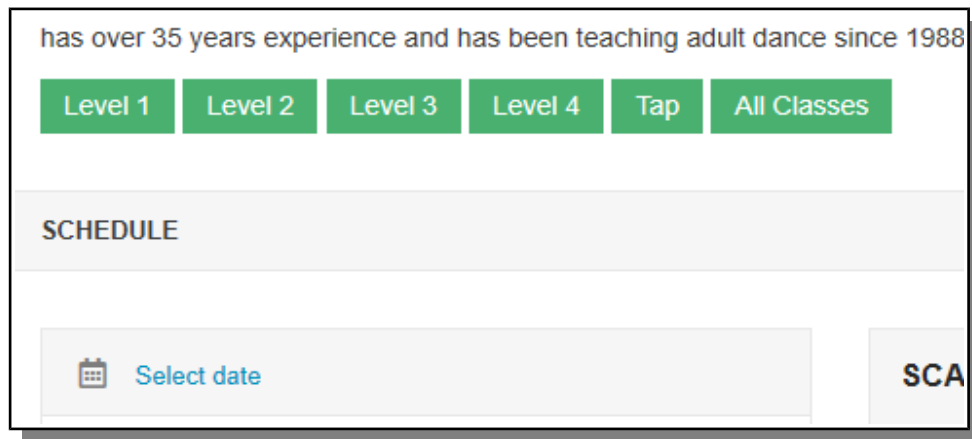 has over 35 years experience and has been teaching adult dance since 1988
Level 1 Level 2 Level 3 Level 4 Tap All Classes
SCHEDULE
Select date SCA